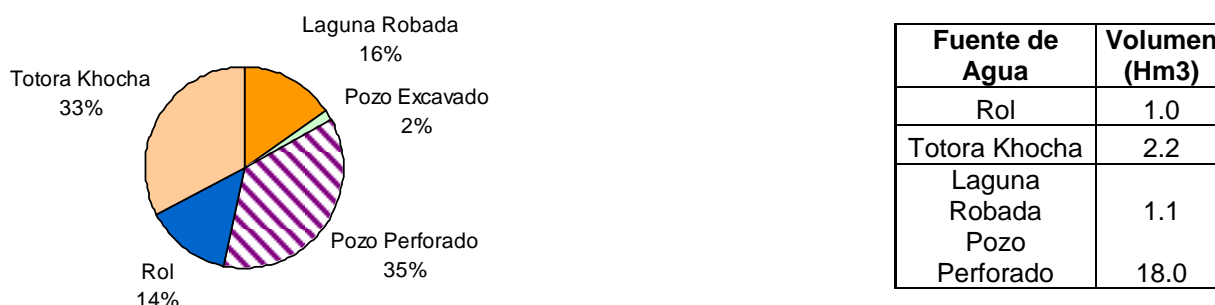 Laguna Robada
16%
Pozo Excavado
2%
Totora Khocha
33%
Pozo Perforado
35%
Rol
14%
Fuente de Agua
Volumen (Hm3)
Rol 1.0
Totora Khocha 2.2
Laguna
Robada 1.1
Pozo
Perforado 18.0